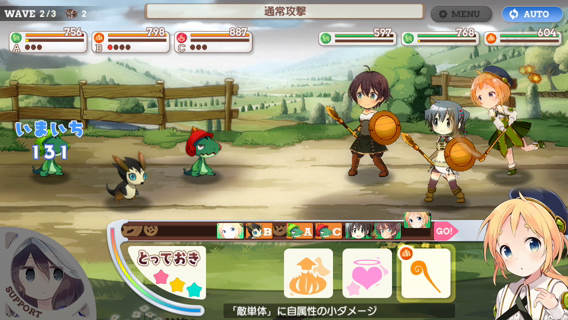 WAVE 2/3
2
通常攻撃
MENU
AUTO
756
798
887
A
B
C
597
768
604
いまいち
131
B
A
C
GO!
とっておき
SUPPORT
「敵単体」に自属性の小ダメージ